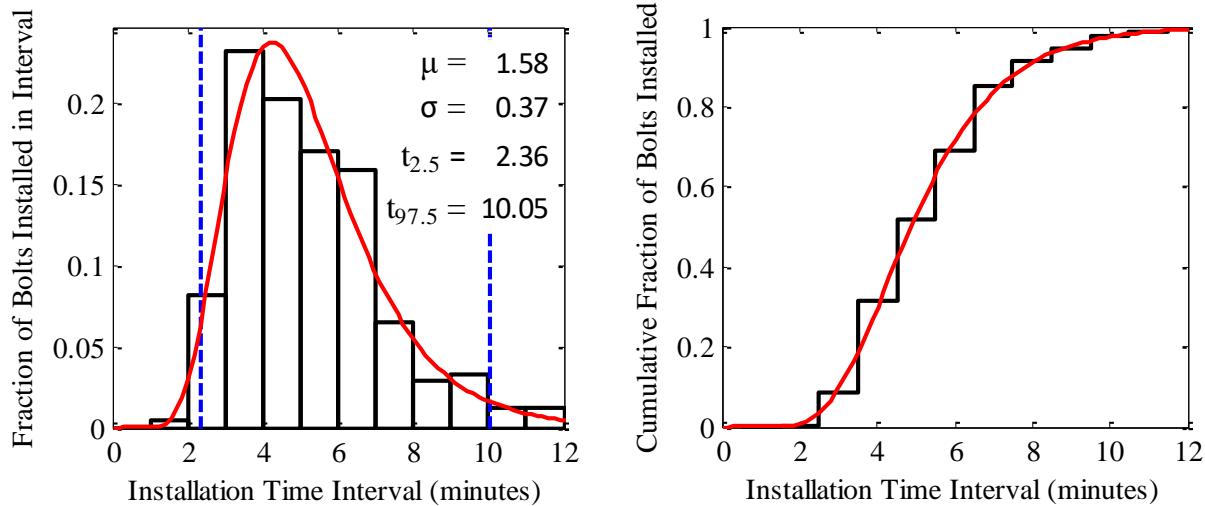 Fraction of Bolts Installed in Interval
0.2
0.15
0.1
0.05
0
μ = 1.58
σ = 0.37
t2.5 = 2.36
t97.5 = 10.05
0 2 4 6 8 10 12
Installation Time Interval (minutes)
Cumulative Fraction of Bolts Installed
1
0.8
0.6
0.4
0.2
0
0 2 4 6 8 10 12
Installation Time Interval (minutes)